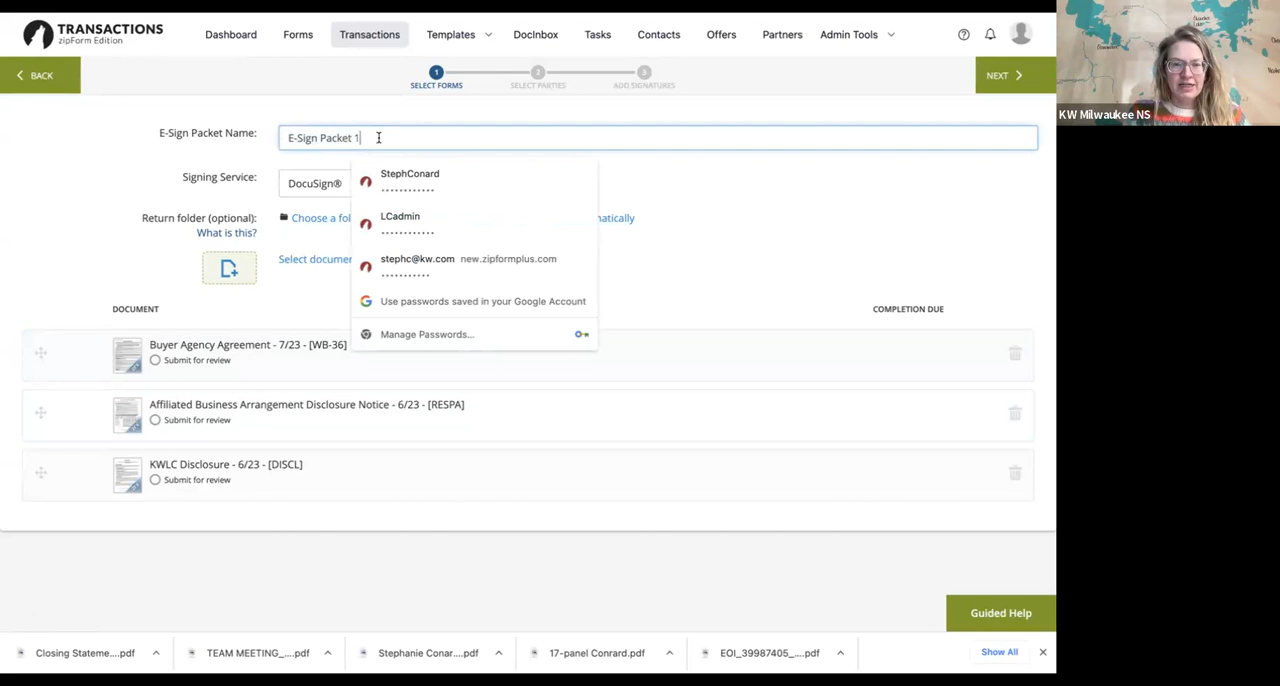 TRANSACTIONS
zipForm Edition
Dashboard Forms Transactions Templates DocInbox Tasks Contacts Offers Partners Admin Tools
BACK
1 2 3
SELECT FORMS SELECT PARTIES ADD SIGNATURES
NEXT
KW Milwaukee NS
E-Sign Packet Name: E-Sign Packet 1
StephConard
Signing Service: DocuSign®
LCadmin
Return folder (optional): Choose a fol matically
What is this?
Select documen
stephc@kw.com new.zipformplus.com
Use passwords saved in your Google Account
Manage Passwords...
DOCUMENT COMPLETION DUE
Buyer Agency Agreement - 7/23 - [WB-36]
Submit for review
Affiliated Business Arrangement Disclosure Notice - 6/23 - [RESPA]
Submit for review
KWLC Disclosure - 6/23 - [DISCL]
Submit for review
Guided Help
Closing Stateme....pdf TEAM MEETING_....pdf Stephanie Conar....pdf 17-panel Conrard.pdf EOI_39987405_....pdf Show All